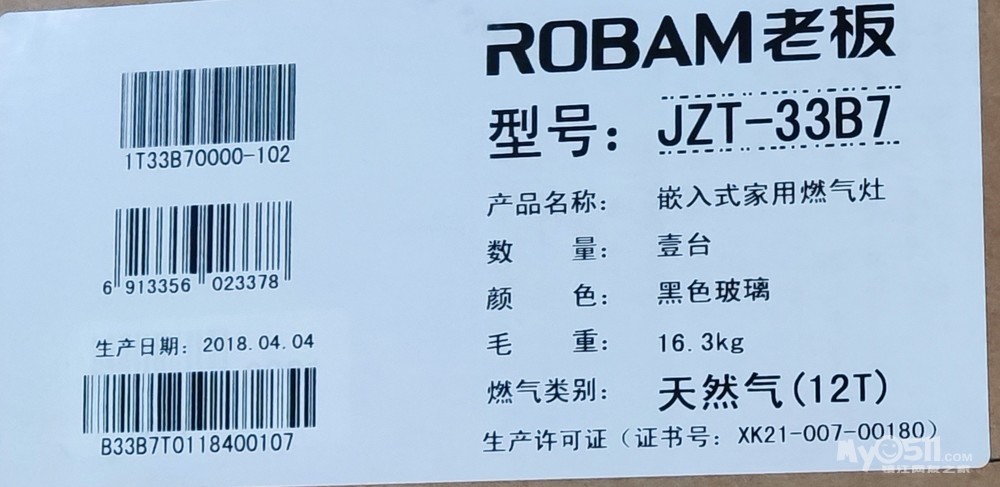 1T33B70000-102
6 913356 023378
生产日期：2018.04.04
B33B7T0118400107
ROBAM老板
型号：JZT-33B7
产品名称：嵌入式家用燃气灶
数 量：壹台
颜 色：黑色玻璃
毛 重：16.3kg
燃气类别：天然气(12T)
生产许可证（证书号：XK21-007-00180）
My0511.COM